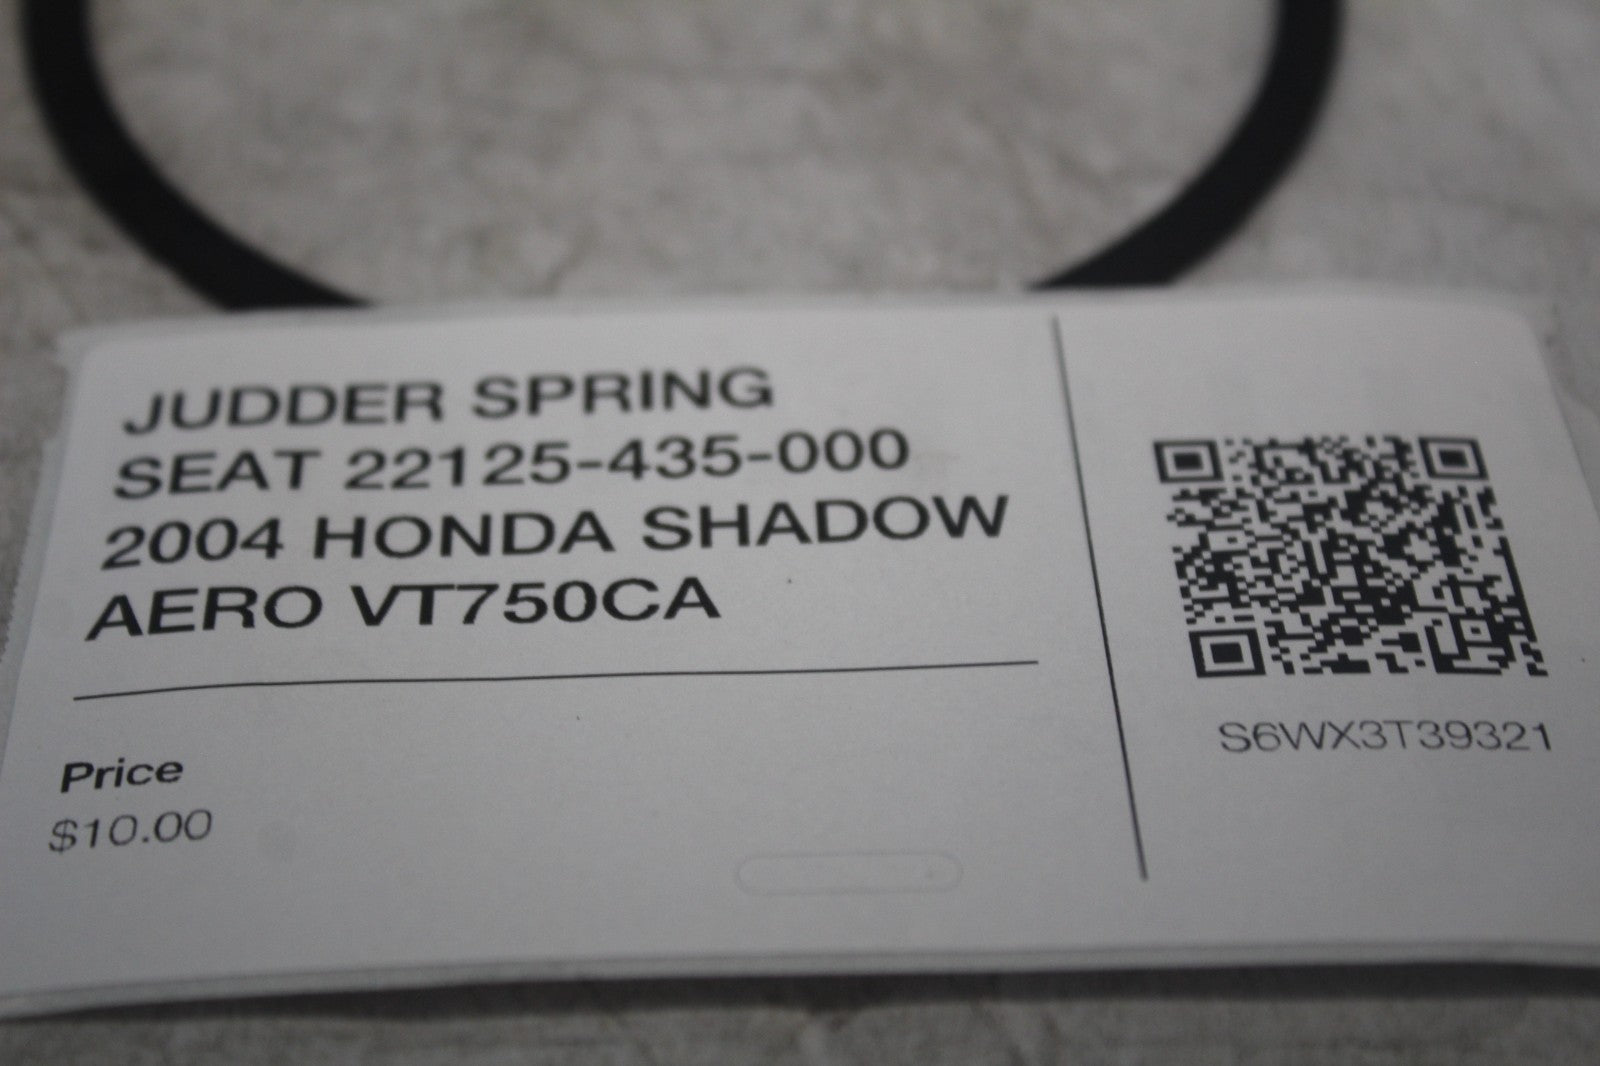 JUDDER SPRING
SEAT 22125-435-000
2004 HONDA SHADOW
AERO VT750CA
Price
$10.00
S6WX3T39321